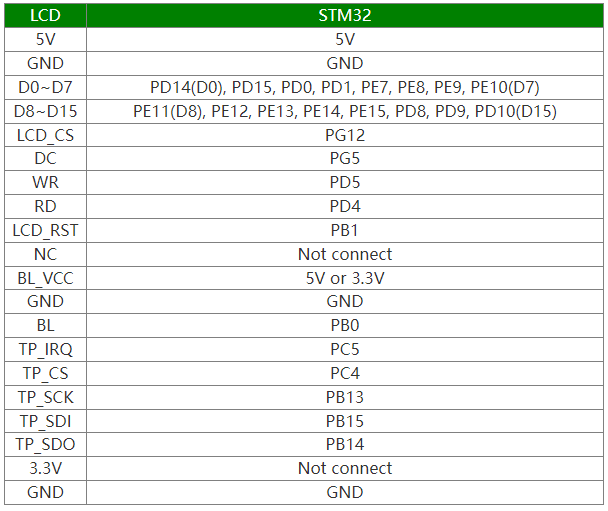 LCD STM32
5V 5V
GND GND
D0~D7 PD14(D0), PD15, PD0, PD1, PE7, PE8, PE9, PE10(D7)
D8~D15 PE11(D8), PE12, PE13, PE14, PE15, PD8, PD9, PD10(D15)
LCD_CS PG12
DC PG5
WR PD5
RD PD4
LCD_RST PB1
NC Not connect
BL_VCC 5V or 3.3V
GND GND
BL PB0
TP_IRQ PC5
TP_CS PC4
TP_SCK PB13
TP_SDI PB15
TP_SDO PB14
3.3V Not connect
GND GND